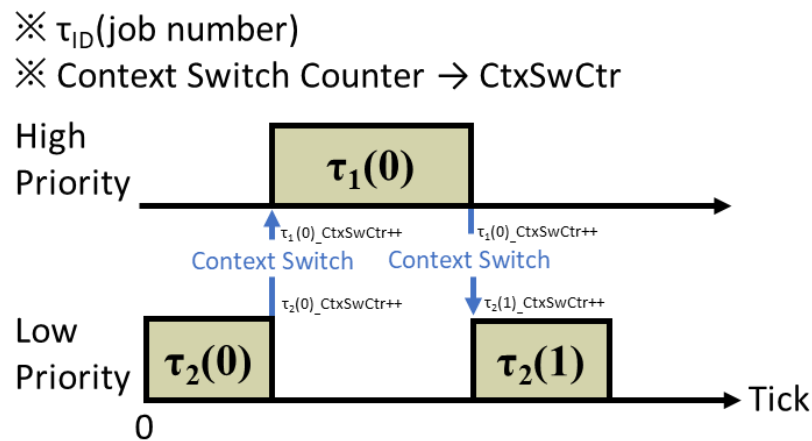 ※ τID(job number)
※ Context Switch Counter → CtxSwCtr
High
Priority
τ1(0)
τ1(0)_CtxSwCtr++
τ1(0)_CtxSwCtr++
Context Switch
Context Switch
τ2(0)_CtxSwCtr++
τ2(1)_CtxSwCtr++
Low
Priority
τ2(0)
τ2(1)
Tick
0